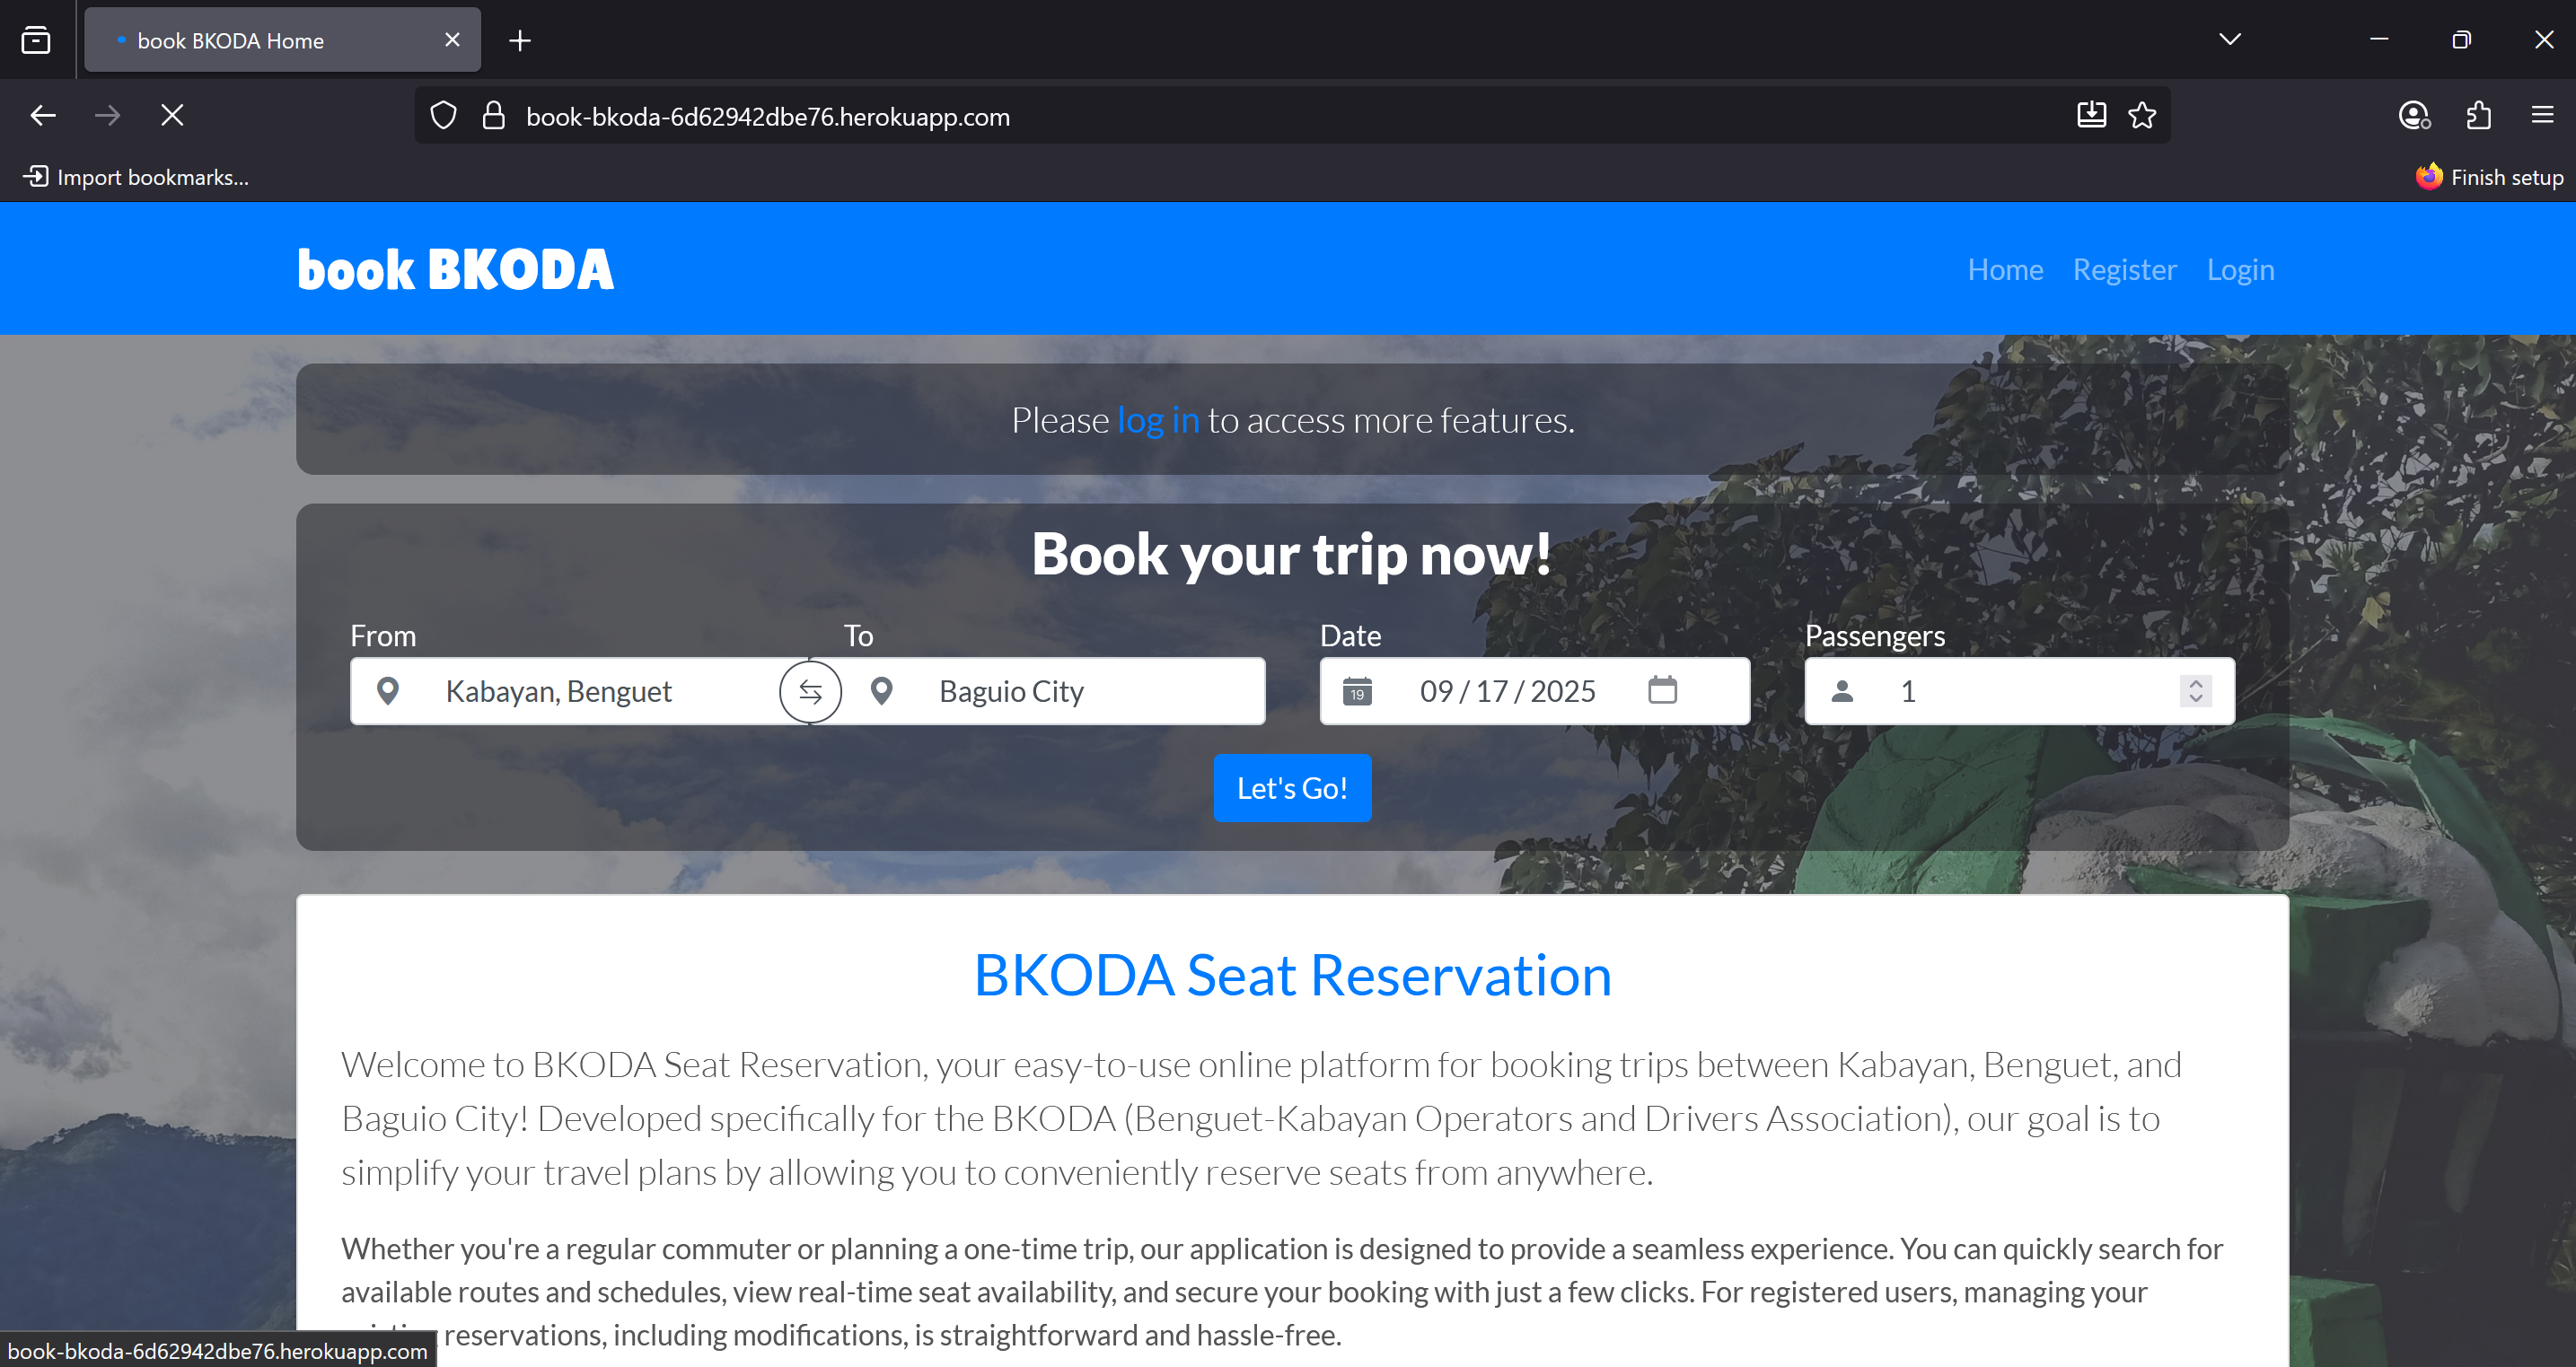 book BKODA Home
book-bkoda-6d62942dbe76.herokuapp.com
Import bookmarks...
Finish setup
book BKODA
Home Register Login
Please log in to access more features.
Book your trip now!
From To Date Passengers
Kabayan, Benguet Baguio City 19 09 / 17 / 2025 1
Let's Go!
BKODA Seat Reservation
Welcome to BKODA Seat Reservation, your easy-to-use online platform for booking trips between Kabayan, Benguet, and
Baguio City! Developed specifically for the BKODA (Benguet-Kabayan Operators and Drivers Association), our goal is to
simplify your travel plans by allowing you to conveniently reserve seats from anywhere.
Whether you're a regular commuter or planning a one-time trip, our application is designed to provide a seamless experience. You can quickly search for
available routes and schedules, view real-time seat availability, and secure your booking with just a few clicks. For registered users, managing your
reservations, including modifications, is straightforward and hassle-free.
book-bkoda-6d62942dbe76.herokuapp.com